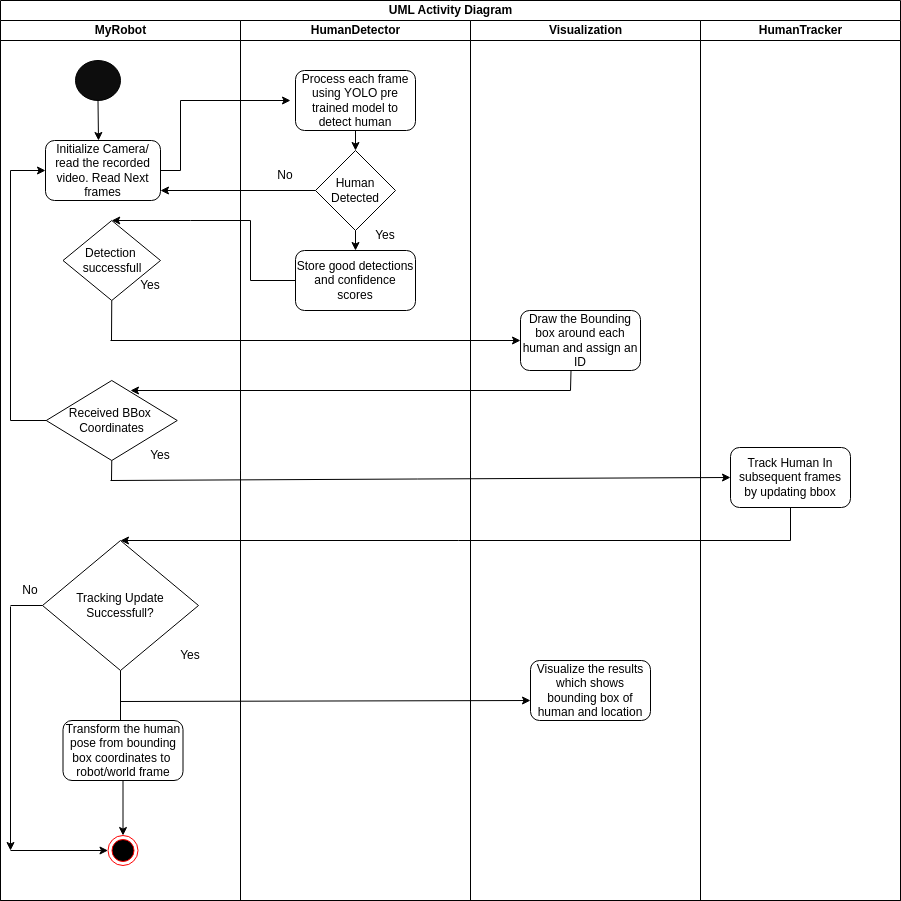 UML Activity Diagram
MyRobot
HumanDetector
Visualization
HumanTracker
Process each frame
using YOLO pre
trained model to
detect human
Initialize Camera/
read the recorded
video. Read Next
frames
No
Human
Detected
Yes
Detection
successfull
Yes
Store good detections
and confidence
scores
Draw the Bounding
box around each
human and assign an
ID
Received BBox
Coordinates
Yes
Track Human In
subsequent frames
by updating bbox
No
Tracking Update
Successfull?
Yes
Visualize the results
which shows
bounding box of
human and location
Transform the human
pose from bounding
box coordinates to
robot/world frame